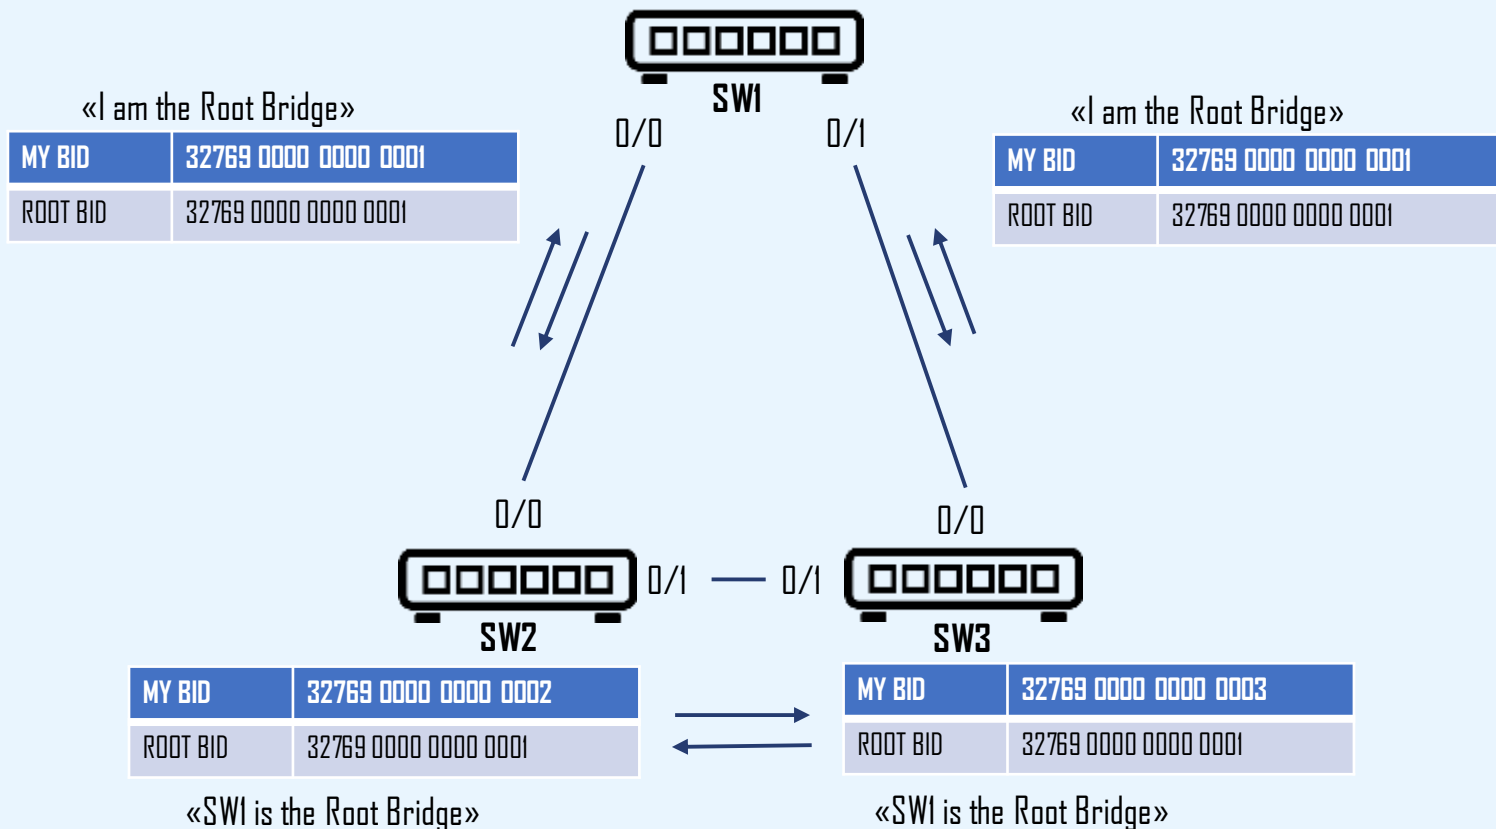 SW1
«I am the Root Bridge»
MY BID 32769 0000 0000 0001
ROOT BID 32769 0000 0000 0001
0/0
0/1
«I am the Root Bridge»
MY BID 32769 0000 0000 0001
ROOT BID 32769 0000 0000 0001
0/0
0/0
0/1
0/1
SW2
SW3
MY BID 32769 0000 0000 0002
ROOT BID 32769 0000 0000 0001
«SW1 is the Root Bridge»
MY BID 32769 0000 0000 0003
ROOT BID 32769 0000 0000 0001
«SW1 is the Root Bridge»